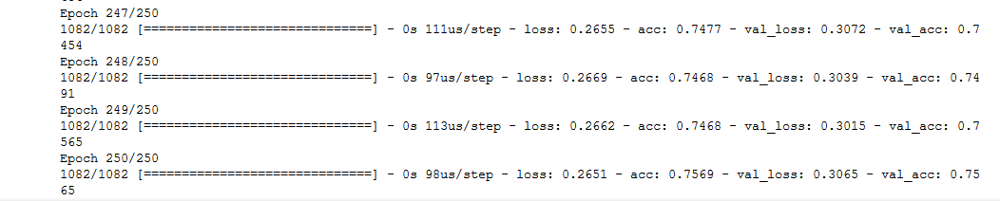 Epoch 247/250
1082/1082 [==============================] - 0s 111us/step - loss: 0.2655 - acc: 0.7477 - val_loss: 0.3072 - val_acc: 0.7
454
Epoch 248/250
1082/1082 [==============================] - 0s 97us/step - loss: 0.2669 - acc: 0.7468 - val_loss: 0.3039 - val_acc: 0.74
91
Epoch 249/250
1082/1082 [==============================] - 0s 113us/step - loss: 0.2662 - acc: 0.7468 - val_loss: 0.3015 - val_acc: 0.7
565
Epoch 250/250
1082/1082 [==============================] - 0s 98us/step - loss: 0.2651 - acc: 0.7569 - val_loss: 0.3065 - val_acc: 0.75
65